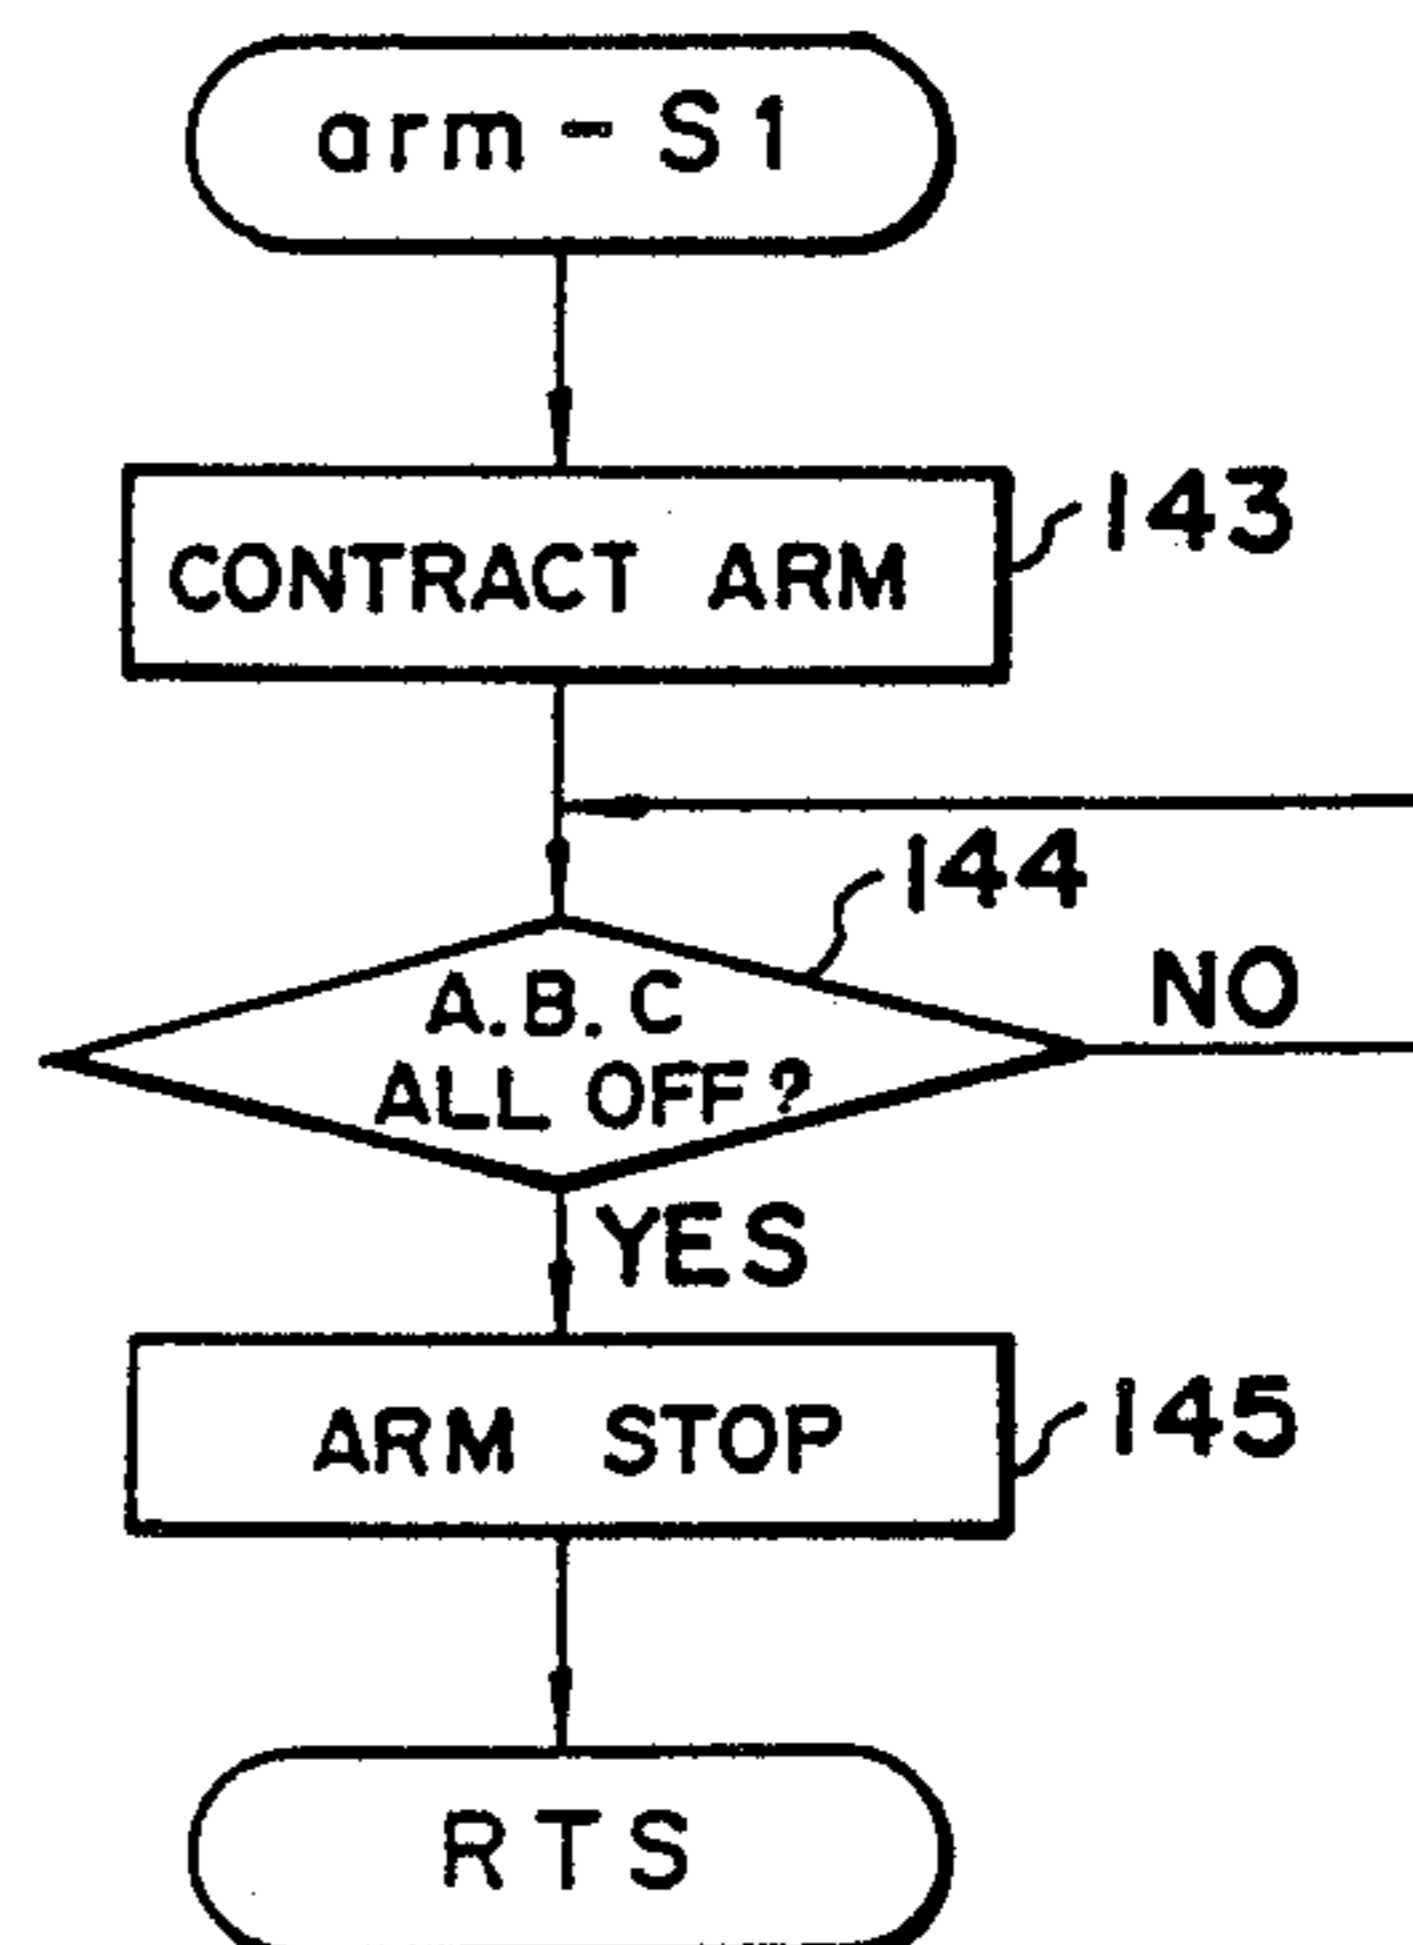 arm-S1
CONTRACT ARM
143
144
A.B.C
ALL OFF?
NO
YES
ARM STOP
145
RTS